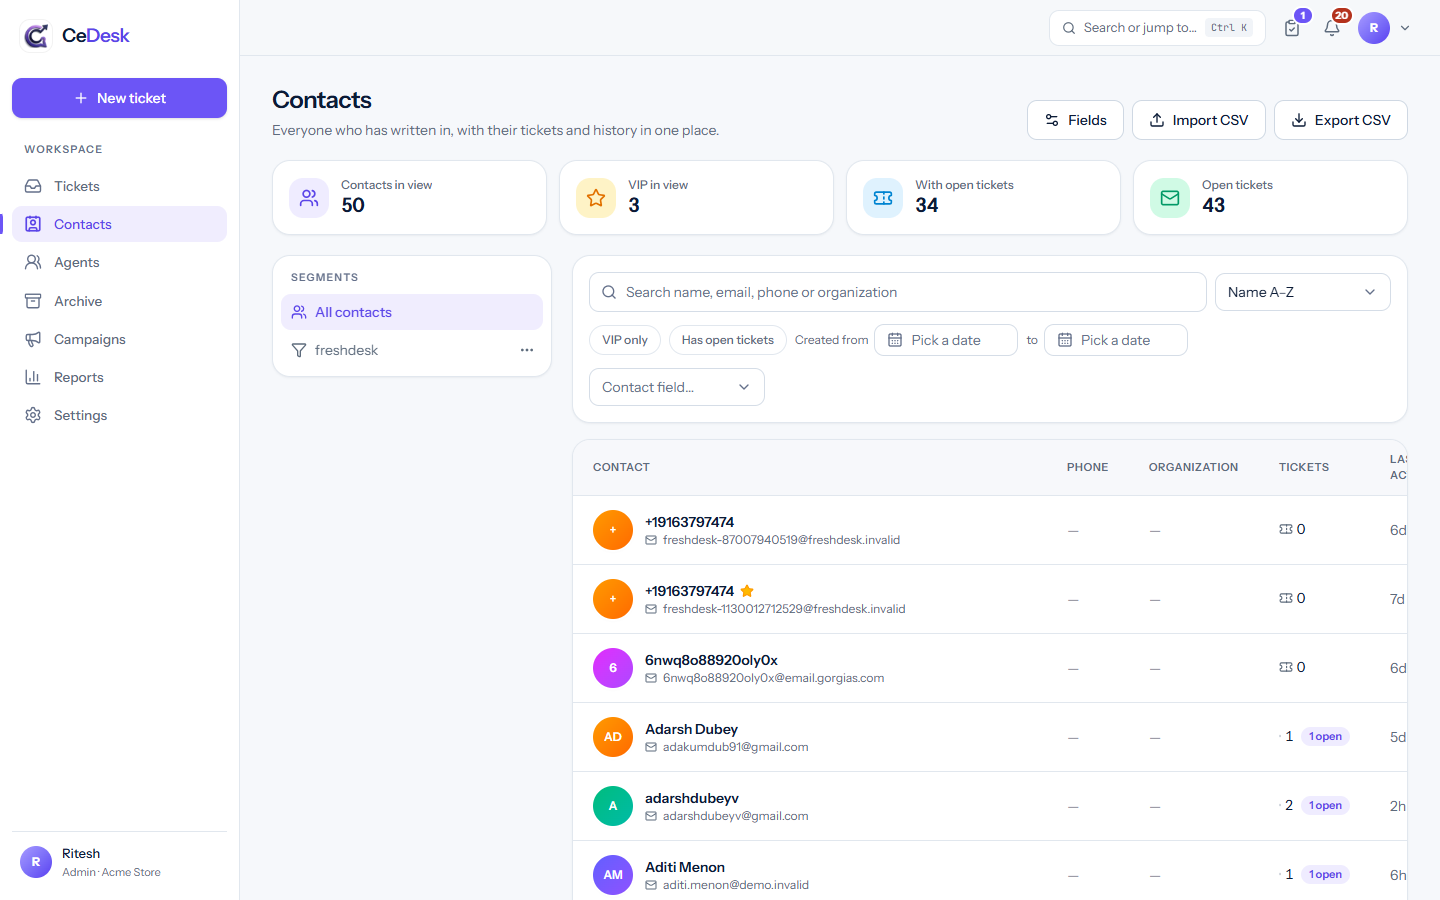 CeDesk
Search or jump to... Ctrl K
1
20
R
New ticket
WORKSPACE
Tickets
Contacts
Agents
Archive
Campaigns
Reports
Settings
R
Ritesh
Admin · Acme Store
Contacts
Everyone who has written in, with their tickets and history in one place.
Fields
Import CSV
Export CSV
Contacts in view
50
VIP in view
3
With open tickets
34
Open tickets
43
SEGMENTS
All contacts
freshdesk
Search name, email, phone or organization
Name A–Z
VIP only
Has open tickets
Created from
Pick a date
to
Pick a date
Contact field...
CONTACT PHONE ORGANIZATION TICKETS
+
+19163797474
freshdesk-87007940519@freshdesk.invalid
— — 0 6d
+
+19163797474
freshdesk-1130012712529@freshdesk.invalid
— — 0 7d
6
6nwq8o88920oly0x
6nwq8o88920oly0x@email.gorgias.com
— — 0 6d
AD
Adarsh Dubey
adakumdub91@gmail.com
— — 1 1 open 5d
A
adarshdubeyv
adarshdubeyv@gmail.com
— — 2 1 open 2h
AM
Aditi Menon
aditi.menon@demo.invalid
— — 1 1 open 6h